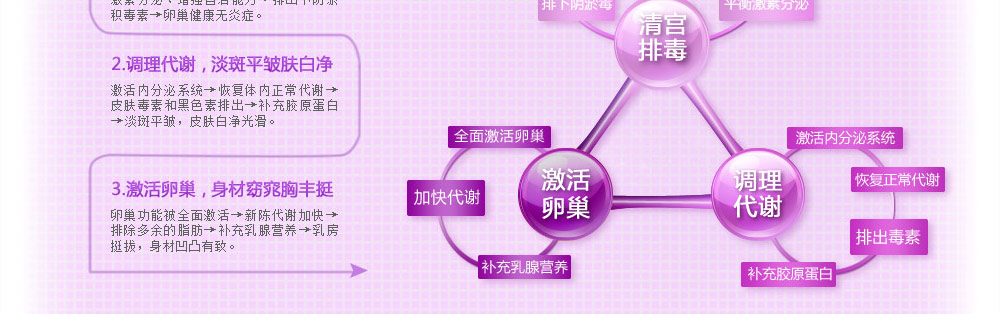 激素分泌、增强自洁能力、排出下阴淤
积毒素→卵巢健康无炎症。
2.调理代谢，淡斑平皱肤白净
激活内分泌系统→恢复体内正常代谢→
皮肤毒素和黑色素排出→补充胶原蛋白
→淡斑平皱，皮肤白净光滑。
3.激活卵巢，身材窈窕胸丰挺
卵巢功能被全面激活→新陈代谢加快→
排除多余的脂肪→补充乳腺营养→乳房
挺拔，身材凹凸有致。
排下阴淤毒
平衡激素分泌
清宫
排毒
全面激活卵巢
加快代谢
激活
卵巢
补充乳腺营养
调理
代谢
激活内分泌系统
恢复正常代谢
排出毒素
补充胶原蛋白